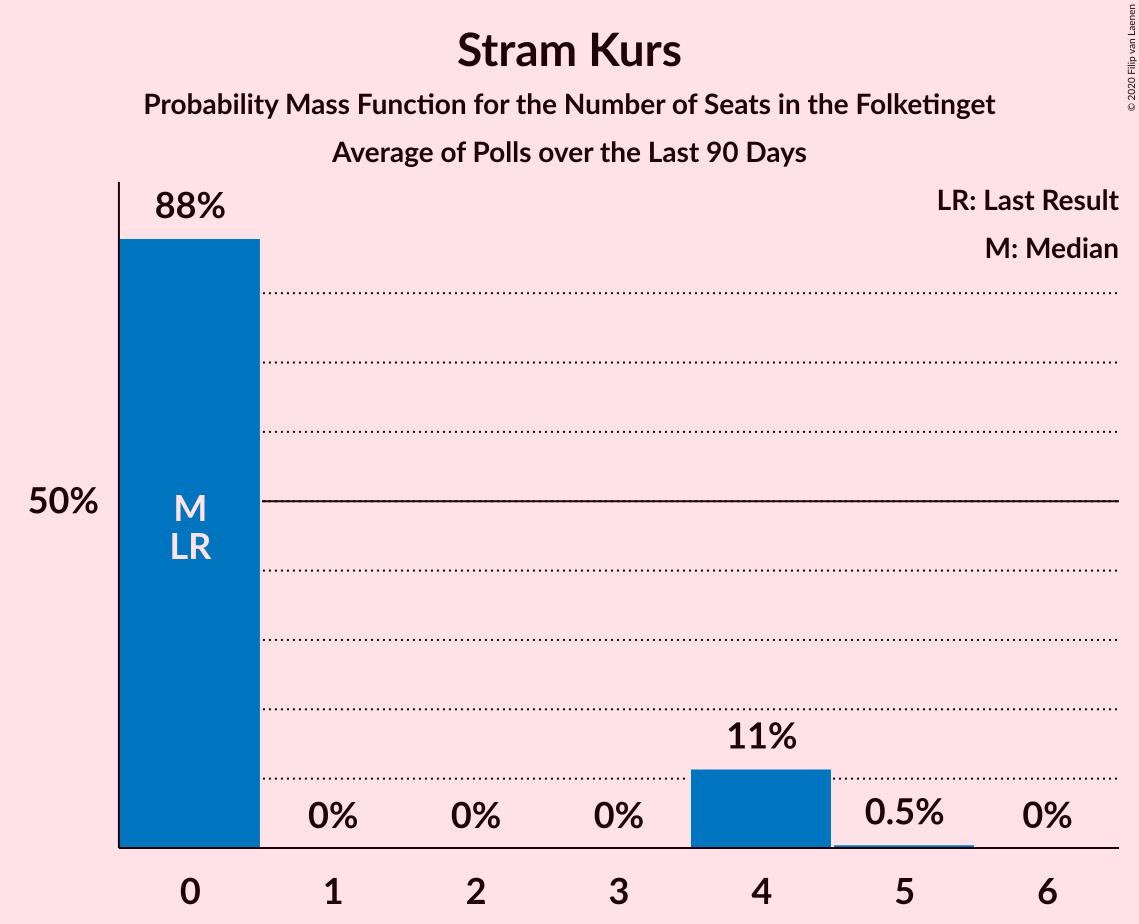 Stram Kurs
Probability Mass Function for the Number of Seats in the Folketinget
Average of Polls over the Last 90 Days
© 2020 Filip van Laenen
LR: Last Result
M: Median
88%
50%
M
LR
0%
0%
0%
11%
0.5%
0%
0
1
2
3
4
5
6